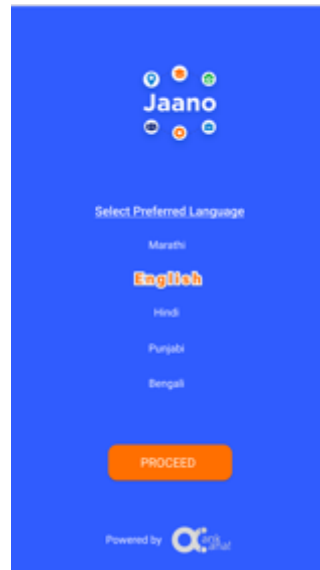 Jaano
Select Preferred Language
Marathi
English
Hindi
Punjabi
Bengali
PROCEED
Powered by